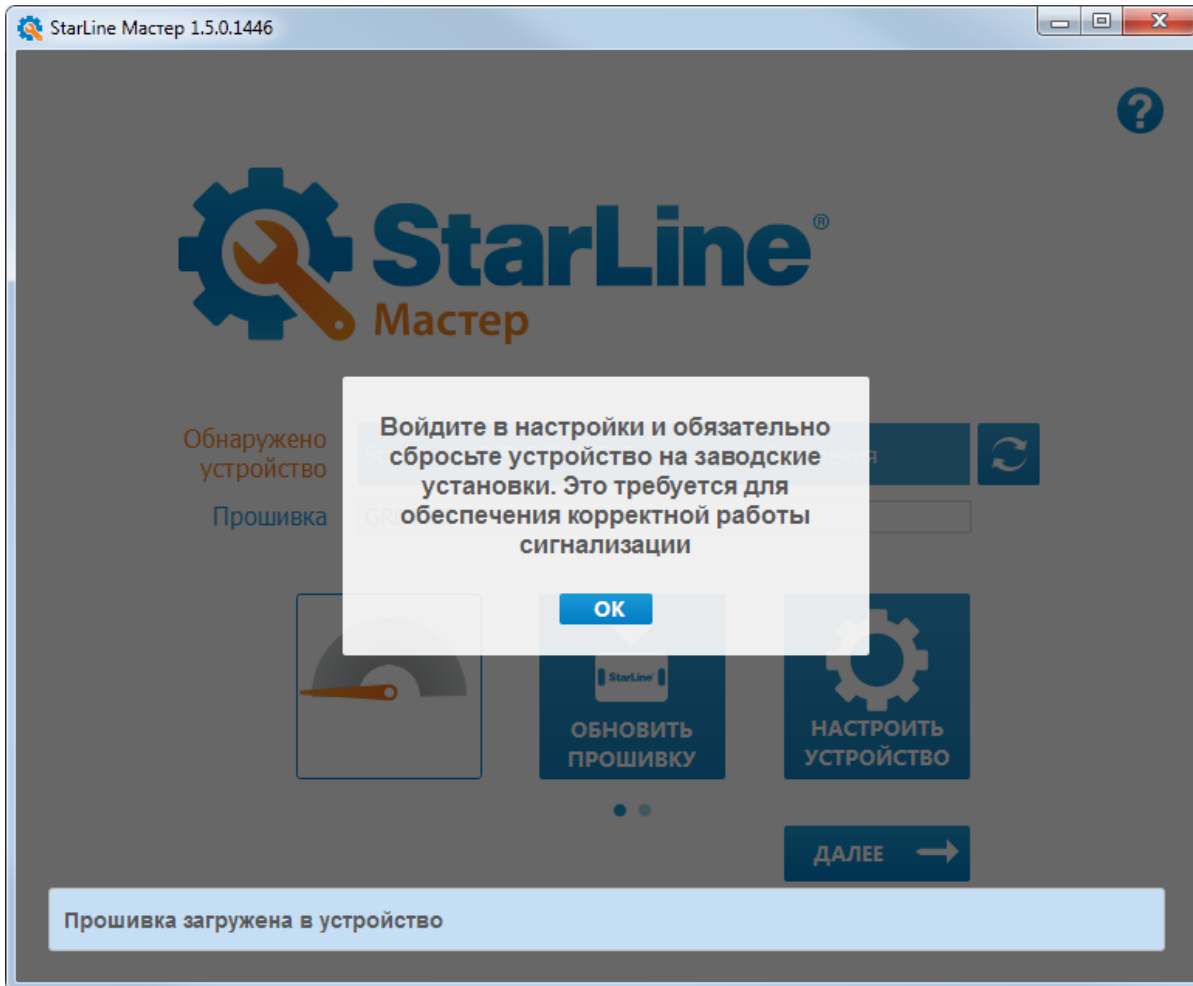 StarLine Мастер 1.5.0.1446
?
StarLine®
Мастер
Обнаружено
устройство
Прошивка
Войдите в настройки и обязательно
сбросьте устройство на заводские
установки. Это требуется для
обеспечения корректной работы
сигнализации
OK
StarLine
ОБНОВИТЬ
ПРОШИВКУ
НАСТРОИТЬ
УСТРОЙСТВО
ДАЛЕЕ
Прошивка загружена в устройство